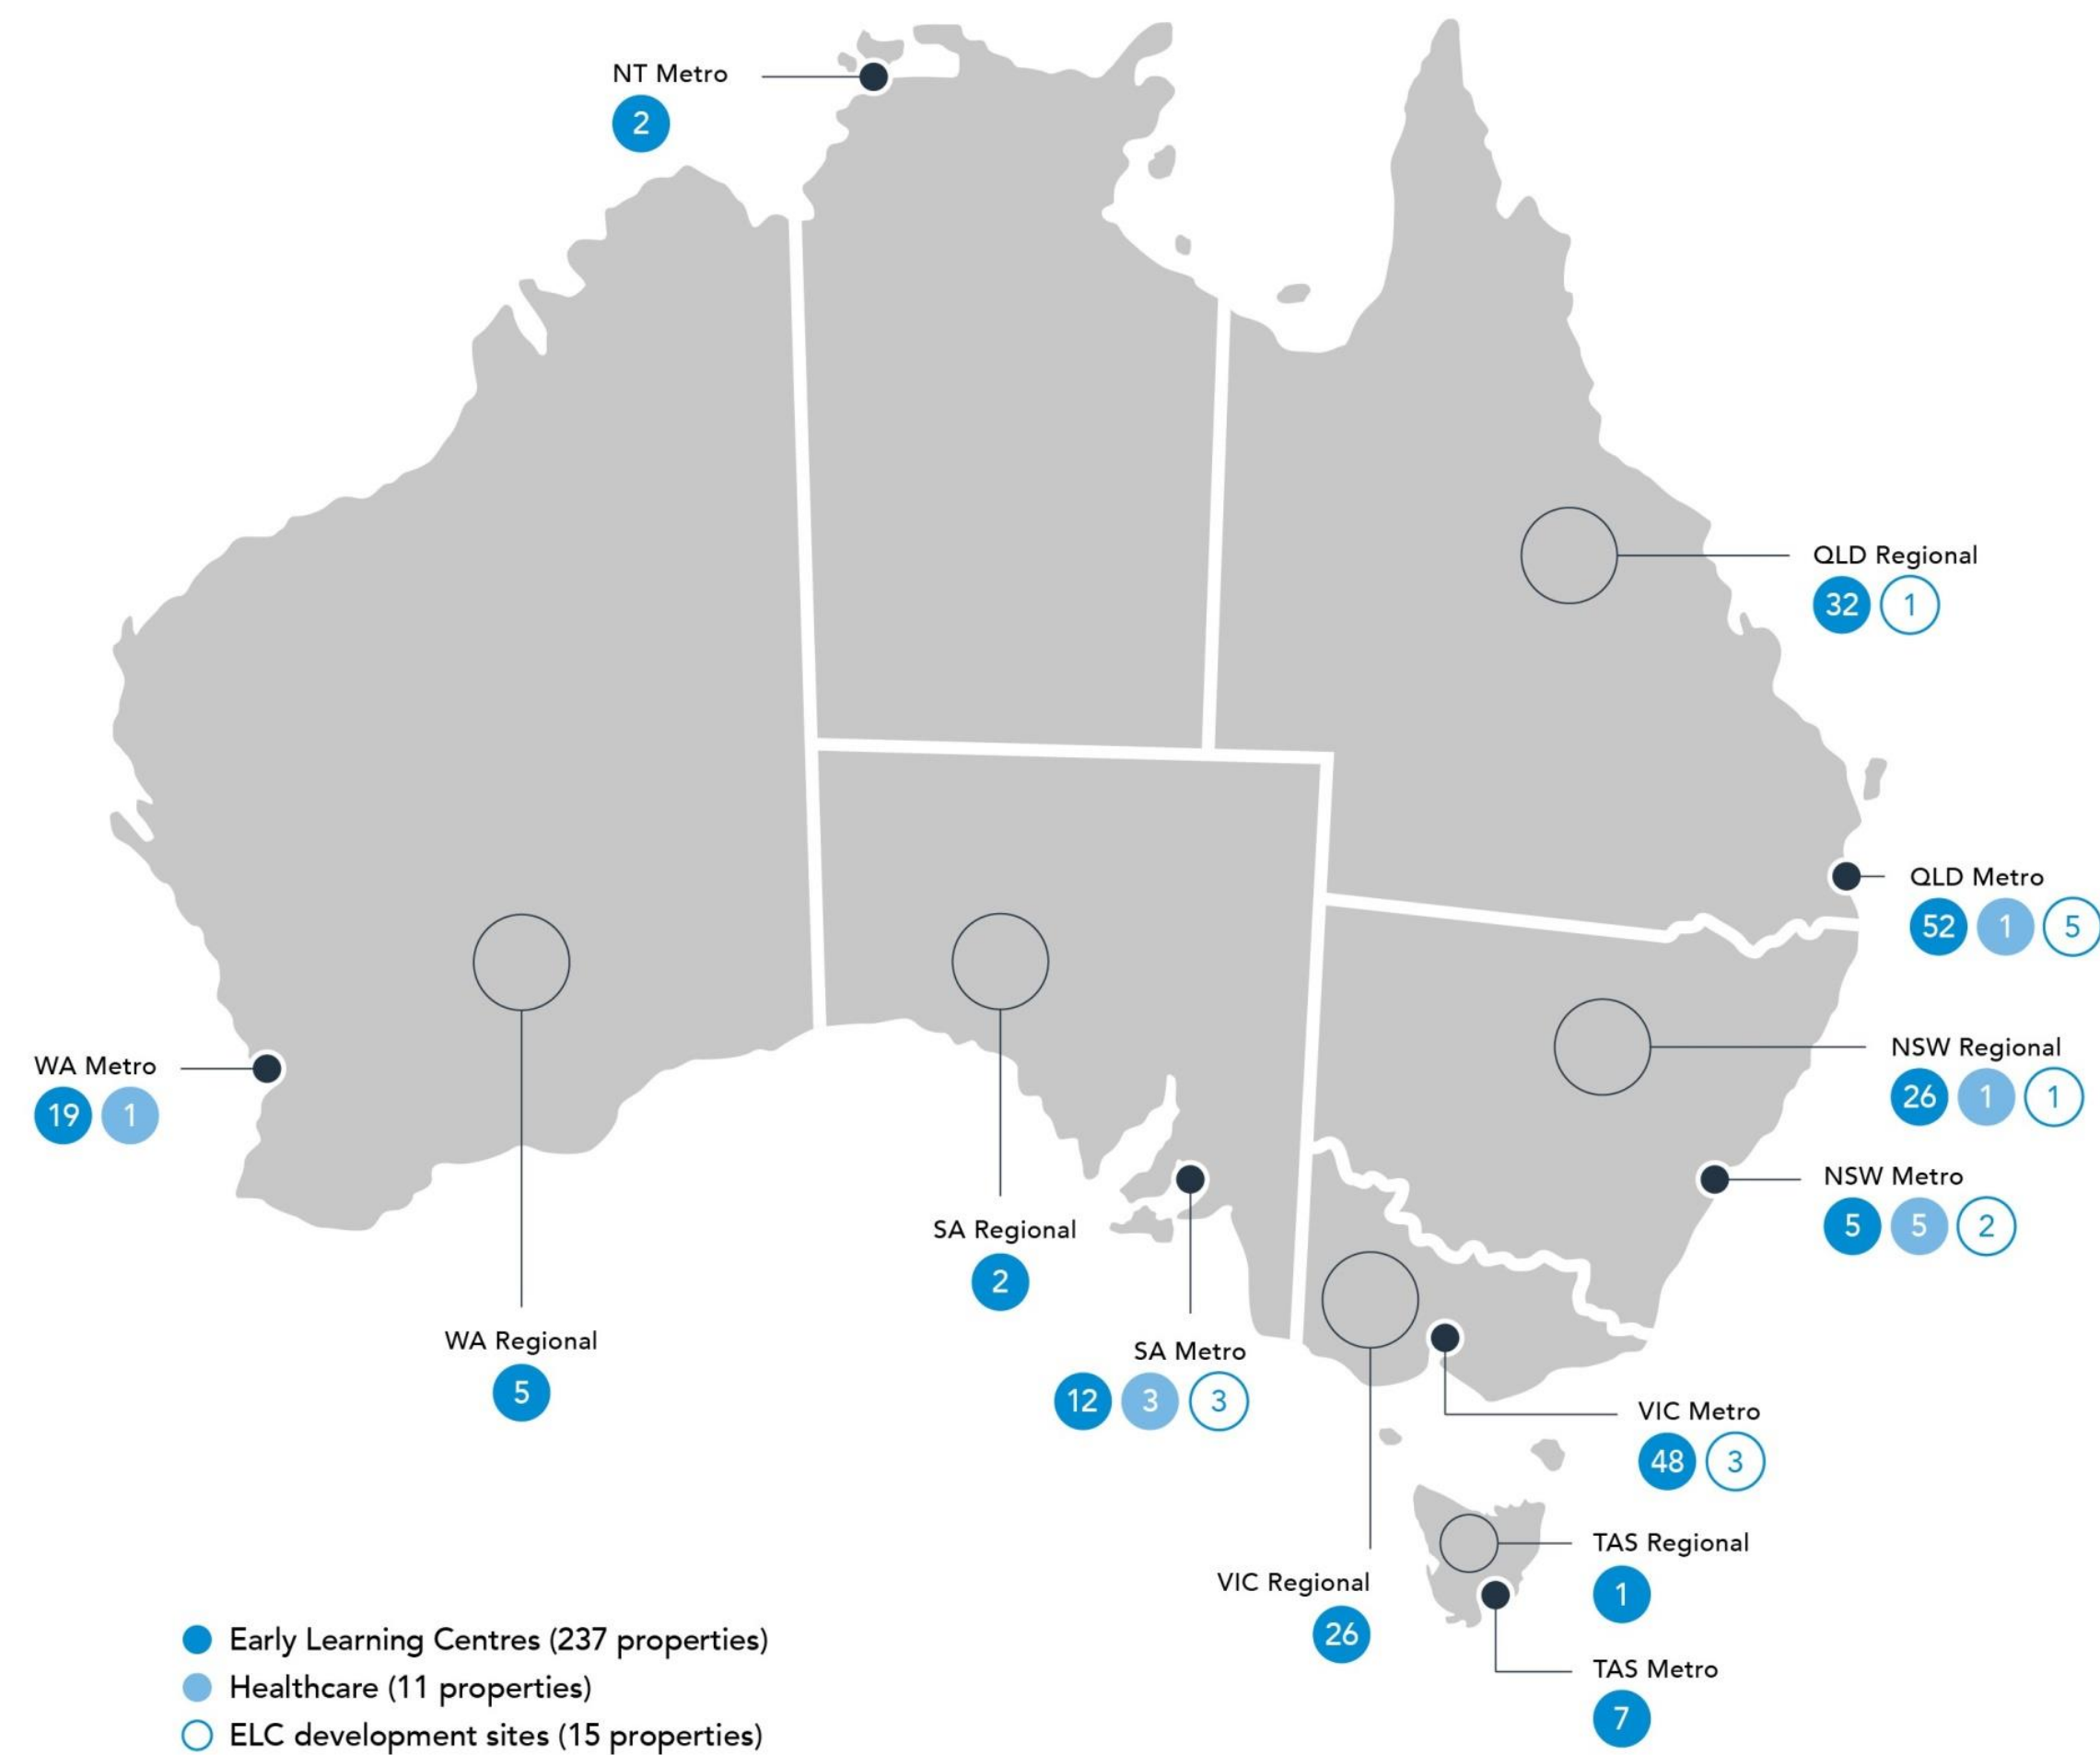 NT Metro
2
QLD Regional
32 1
QLD Metro
52 1 5
NSW Regional
26 1 1
WA Metro
19 1
NSW Metro
5 5 2
SA Regional
2
WA Regional
5
SA Metro
12 3 3
VIC Metro
48 3
TAS Regional
1
VIC Regional
26
TAS Metro
7
Early Learning Centres (237 properties)
Healthcare (11 properties)
ELC development sites (15 properties)